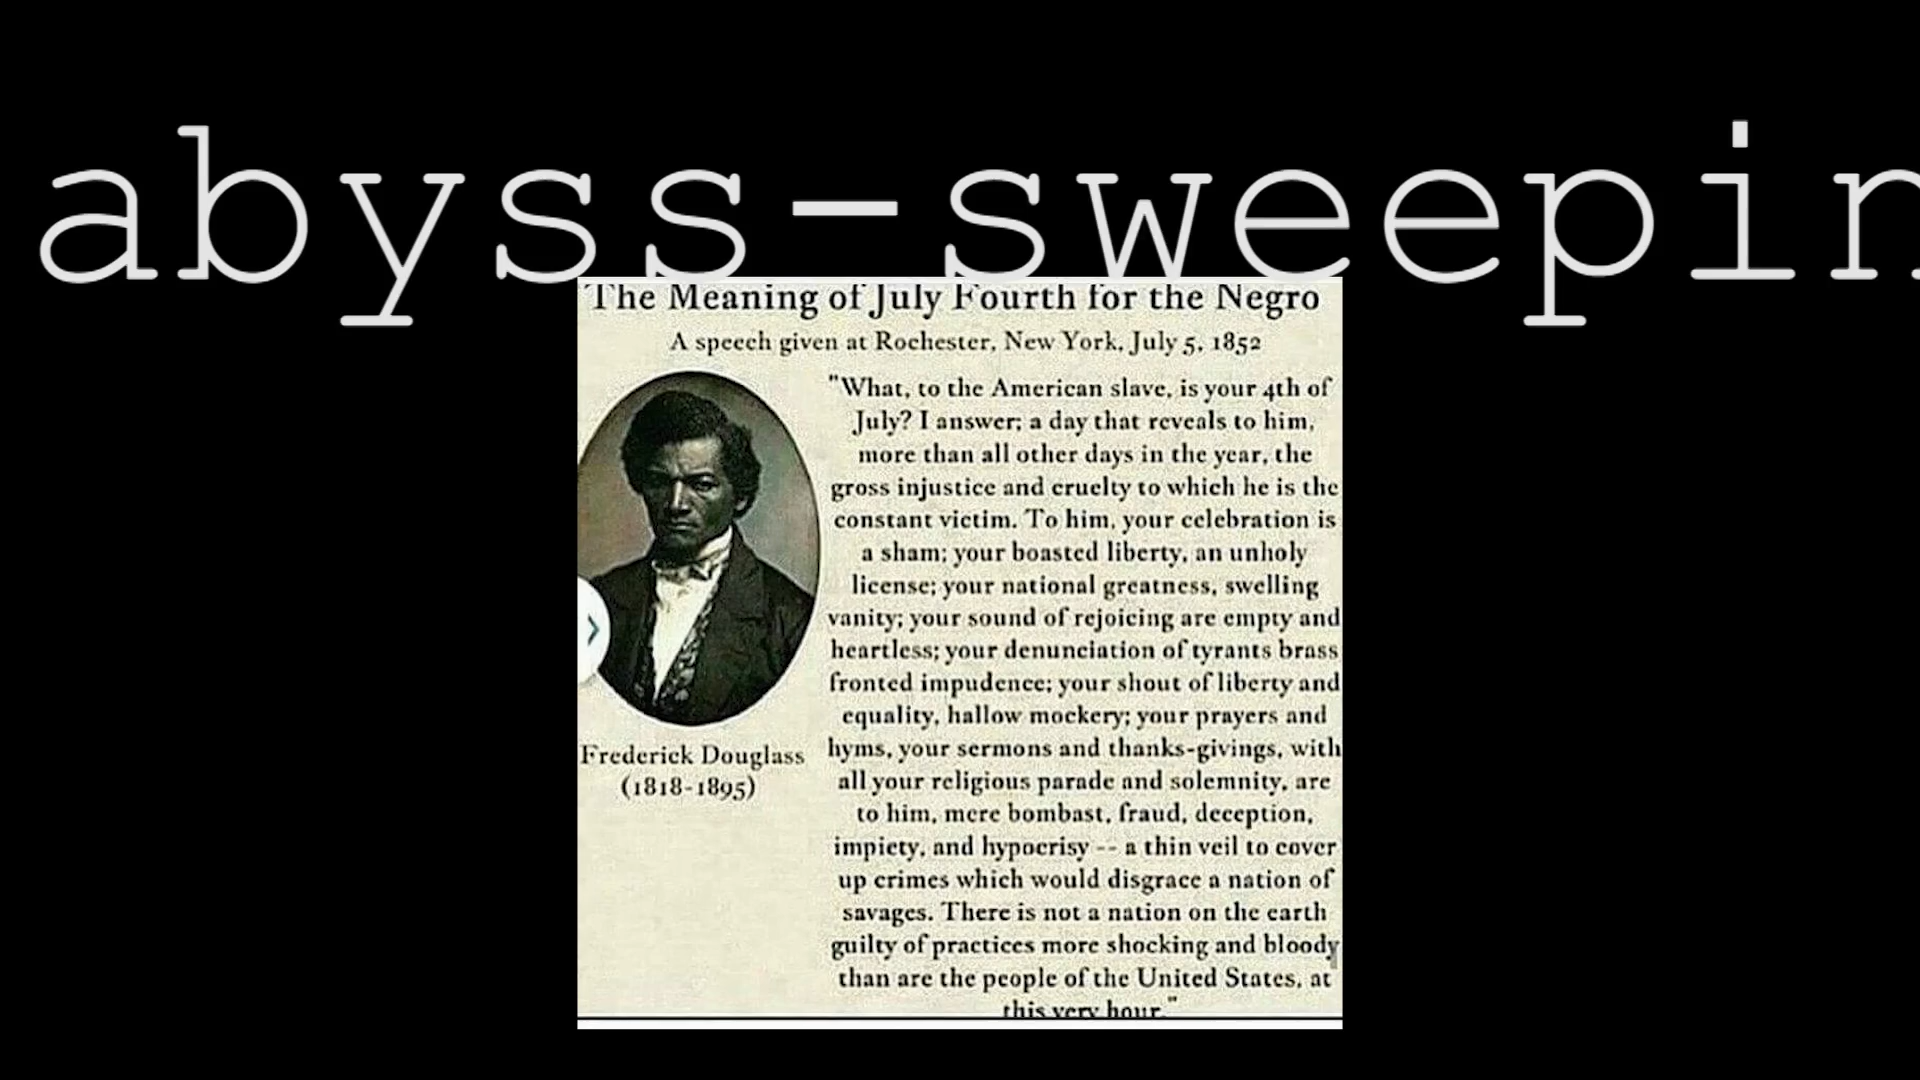 abyss-sweepin
The Meaning of July Fourth for the Negro
A speech given at Rochester, New York, July 5, 1852
"What, to the American slave, is your 4th of
July? I answer; a day that reveals to him,
more than all other days in the year, the
gross injustice and cruelty to which he is the
constant victim. To him, your celebration is
a sham; your boasted liberty, an unholy
license; your national greatness, swelling
vanity; your sound of rejoicing are empty and
heartless; your denunciation of tyrants brass
fronted impudence; your shout of liberty and
equality, hallow mockery; your prayers and
hyms, your sermons and thanks-givings, with
all your religious parade and solemnity, are
to him, mere bombast, fraud, deception,
impiety, and hypocrisy -- a thin veil to cover
up crimes which would disgrace a nation of
savages. There is not a nation on the earth
guilty of practices more shocking and bloody
than are the people of the United States, at
this very hour."
Frederick Douglass
(1818-1895)